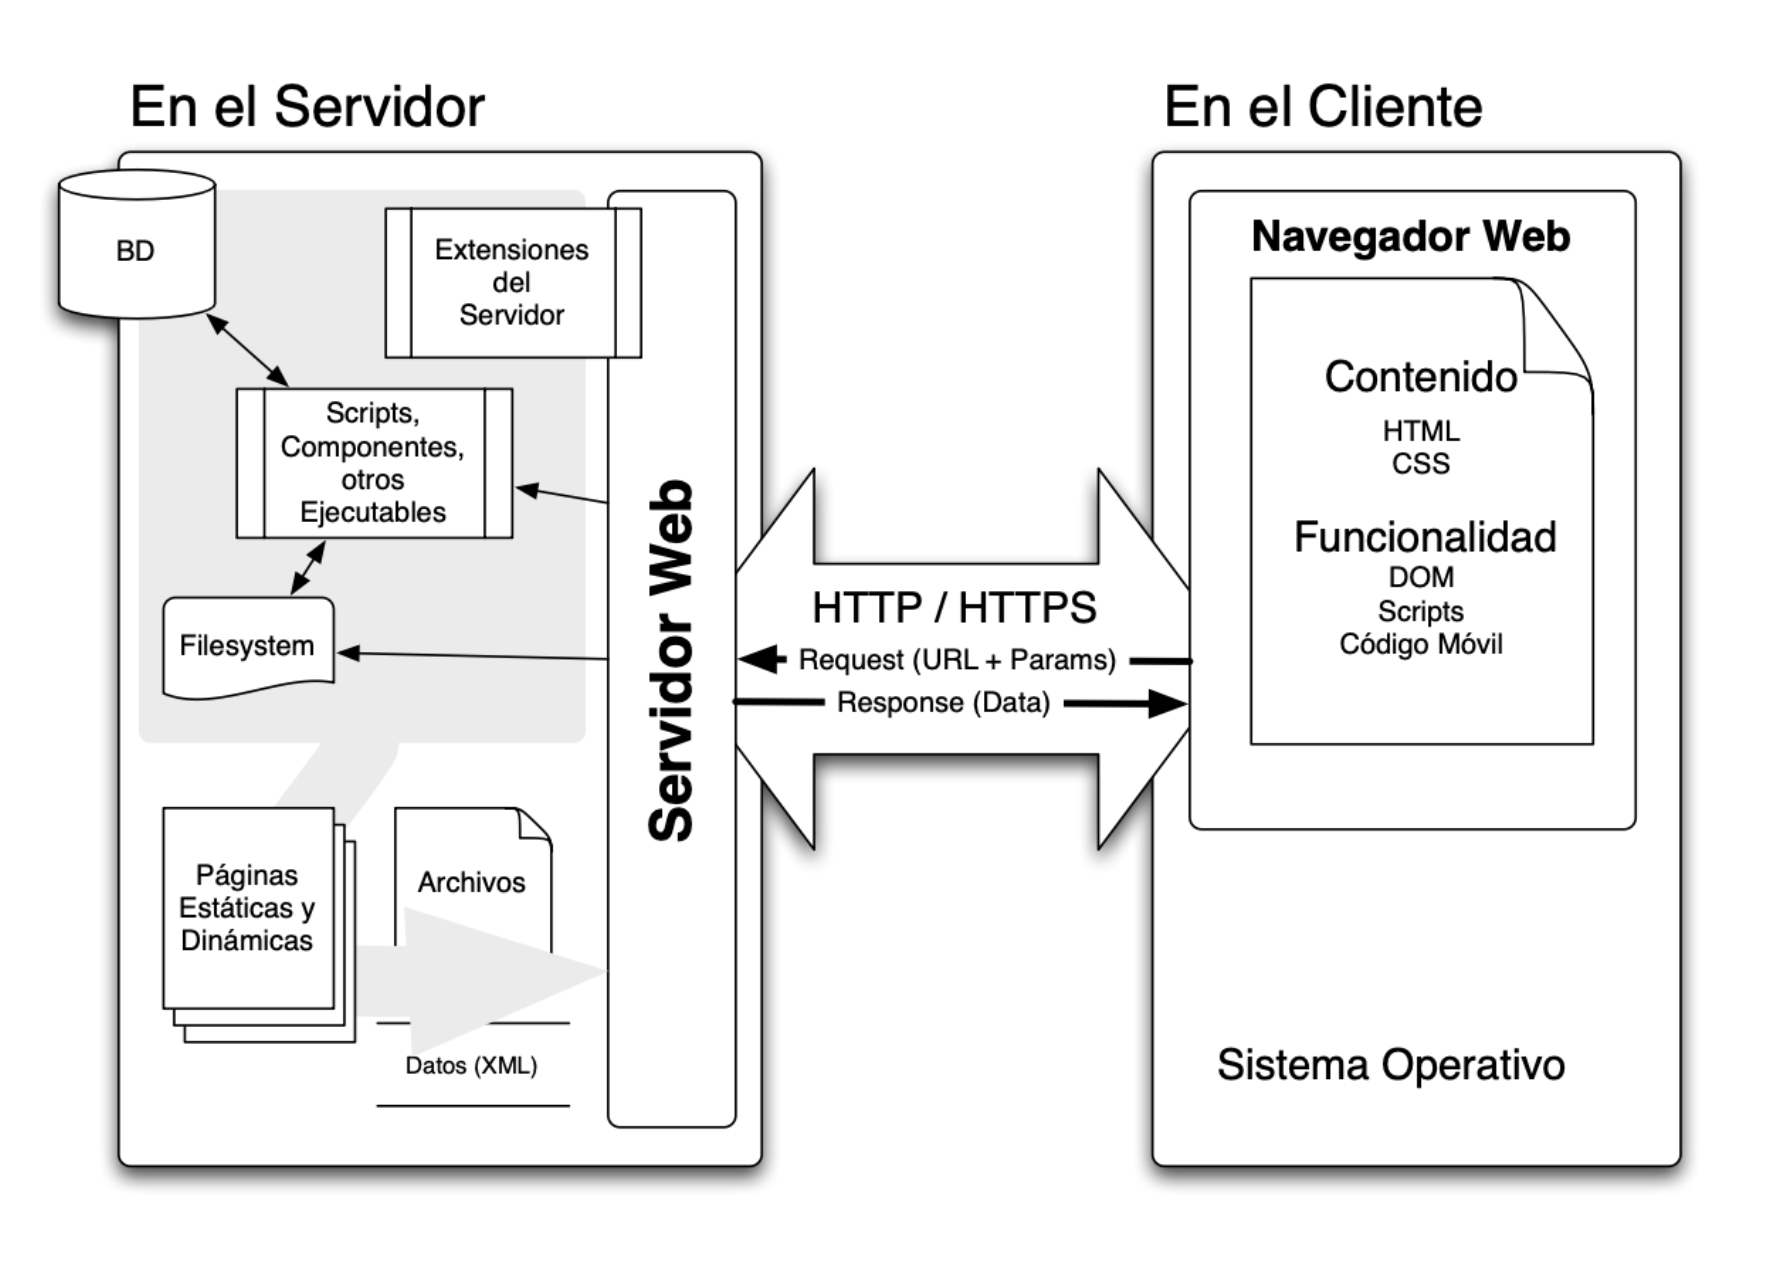 En el Servidor
BD
Extensiones
del
Servidor
Scripts,
Componentes,
otros
Ejecutables
Filesystem
Páginas
Estáticas y
Dinámicas
Archivos
Datos (XML)
Servidor Web
HTTP / HTTPS
Request (URL + Params)
Response (Data)
En el Cliente
Navegador Web
Contenido
HTML
CSS
Funcionalidad
DOM
Scripts
Código Móvil
Sistema Operativo